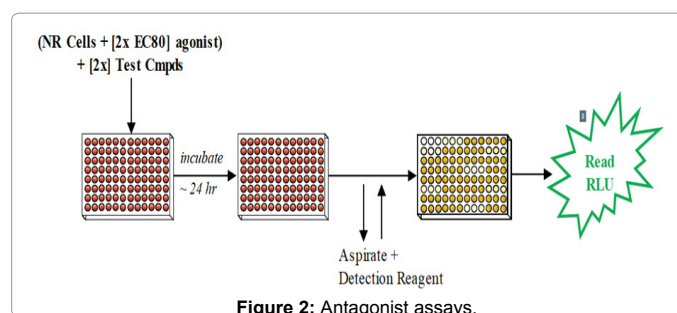 (NR Cells + [2x EC80] agonist)
+ [2x] Test Cmpds
incubate
~ 24 hr
Aspirate +
Detection Reagent
Read
RLU
Figure 2: Antagonist assays.